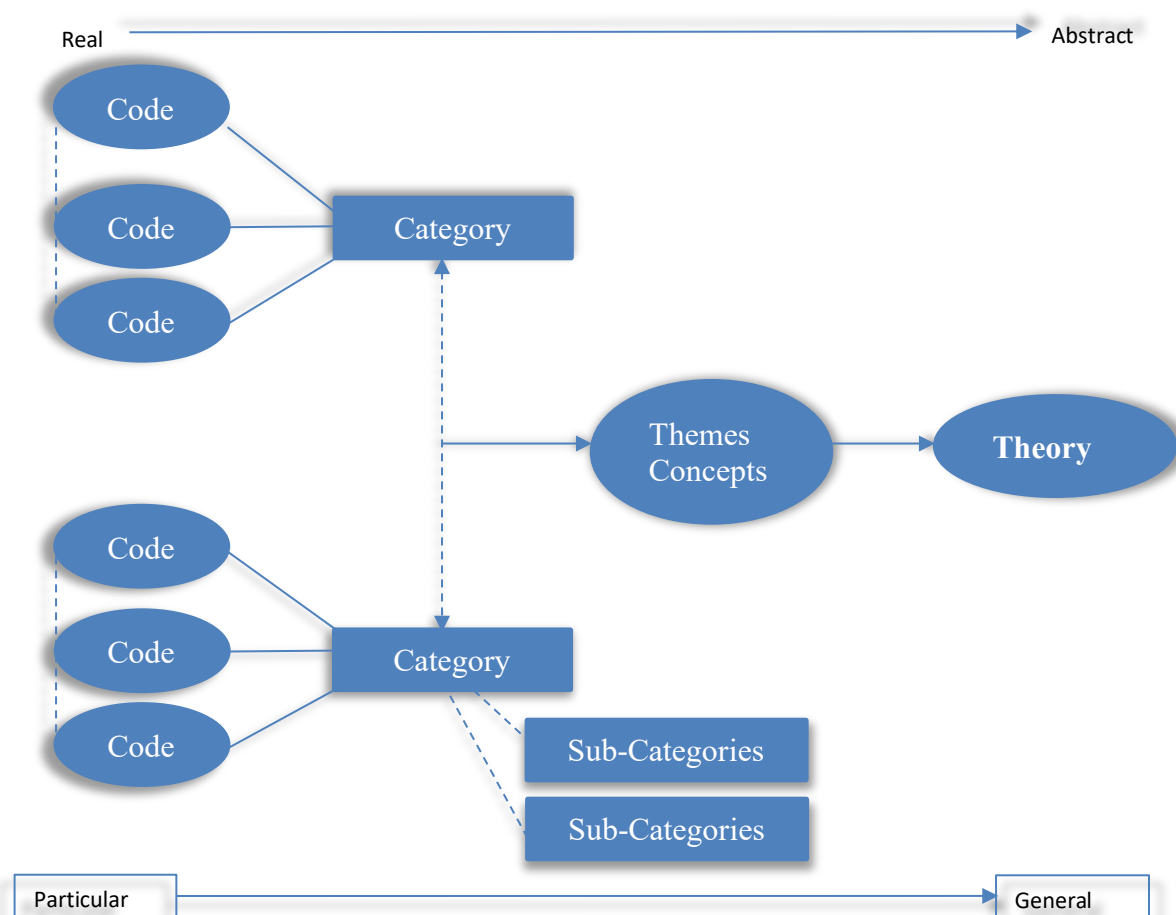 Real
Abstract
Code
Code
Category
Code
Themes
Concepts
Theory
Code
Code
Category
Code
Sub-Categories
Sub-Categories
Particular
General